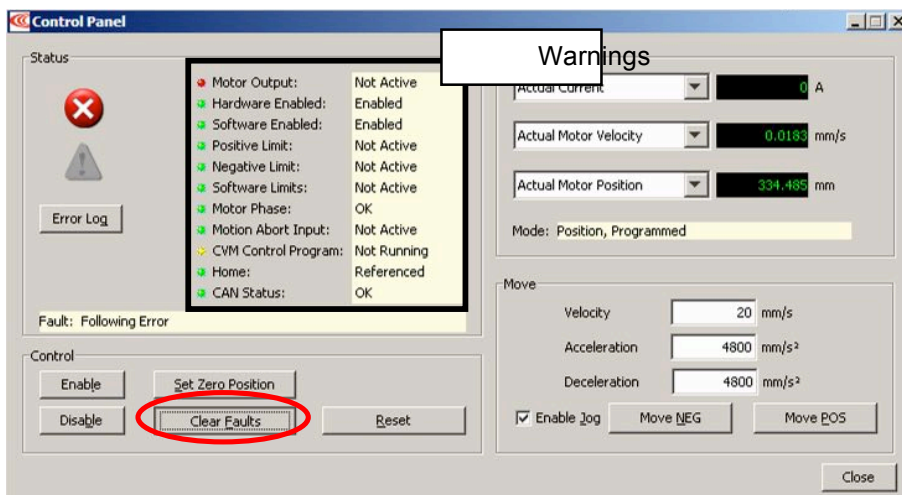 Control Panel
Warnings
Status
Motor Output: Not Active
Hardware Enabled: Enabled
Software Enabled: Enabled
Positive Limit: Not Active
Negative Limit: Not Active
Software Limits: Not Active
Motor Phase: OK
Motion Abort Input: Not Active
CVM Control Program: Not Running
Home: Referenced
CAN Status: OK
Error Log
Fault: Following Error
Actual Current 0 A
Actual Motor Velocity 0.0183 mm/s
Actual Motor Position 334.485 mm
Mode: Position, Programmed
Control
Enable Set Zero Position
Disable Clear Faults Reset
Move
Velocity 20 mm/s
Acceleration 4800 mm/s²
Deceleration 4800 mm/s²
Enable Jog Move NEG Move POS
Close